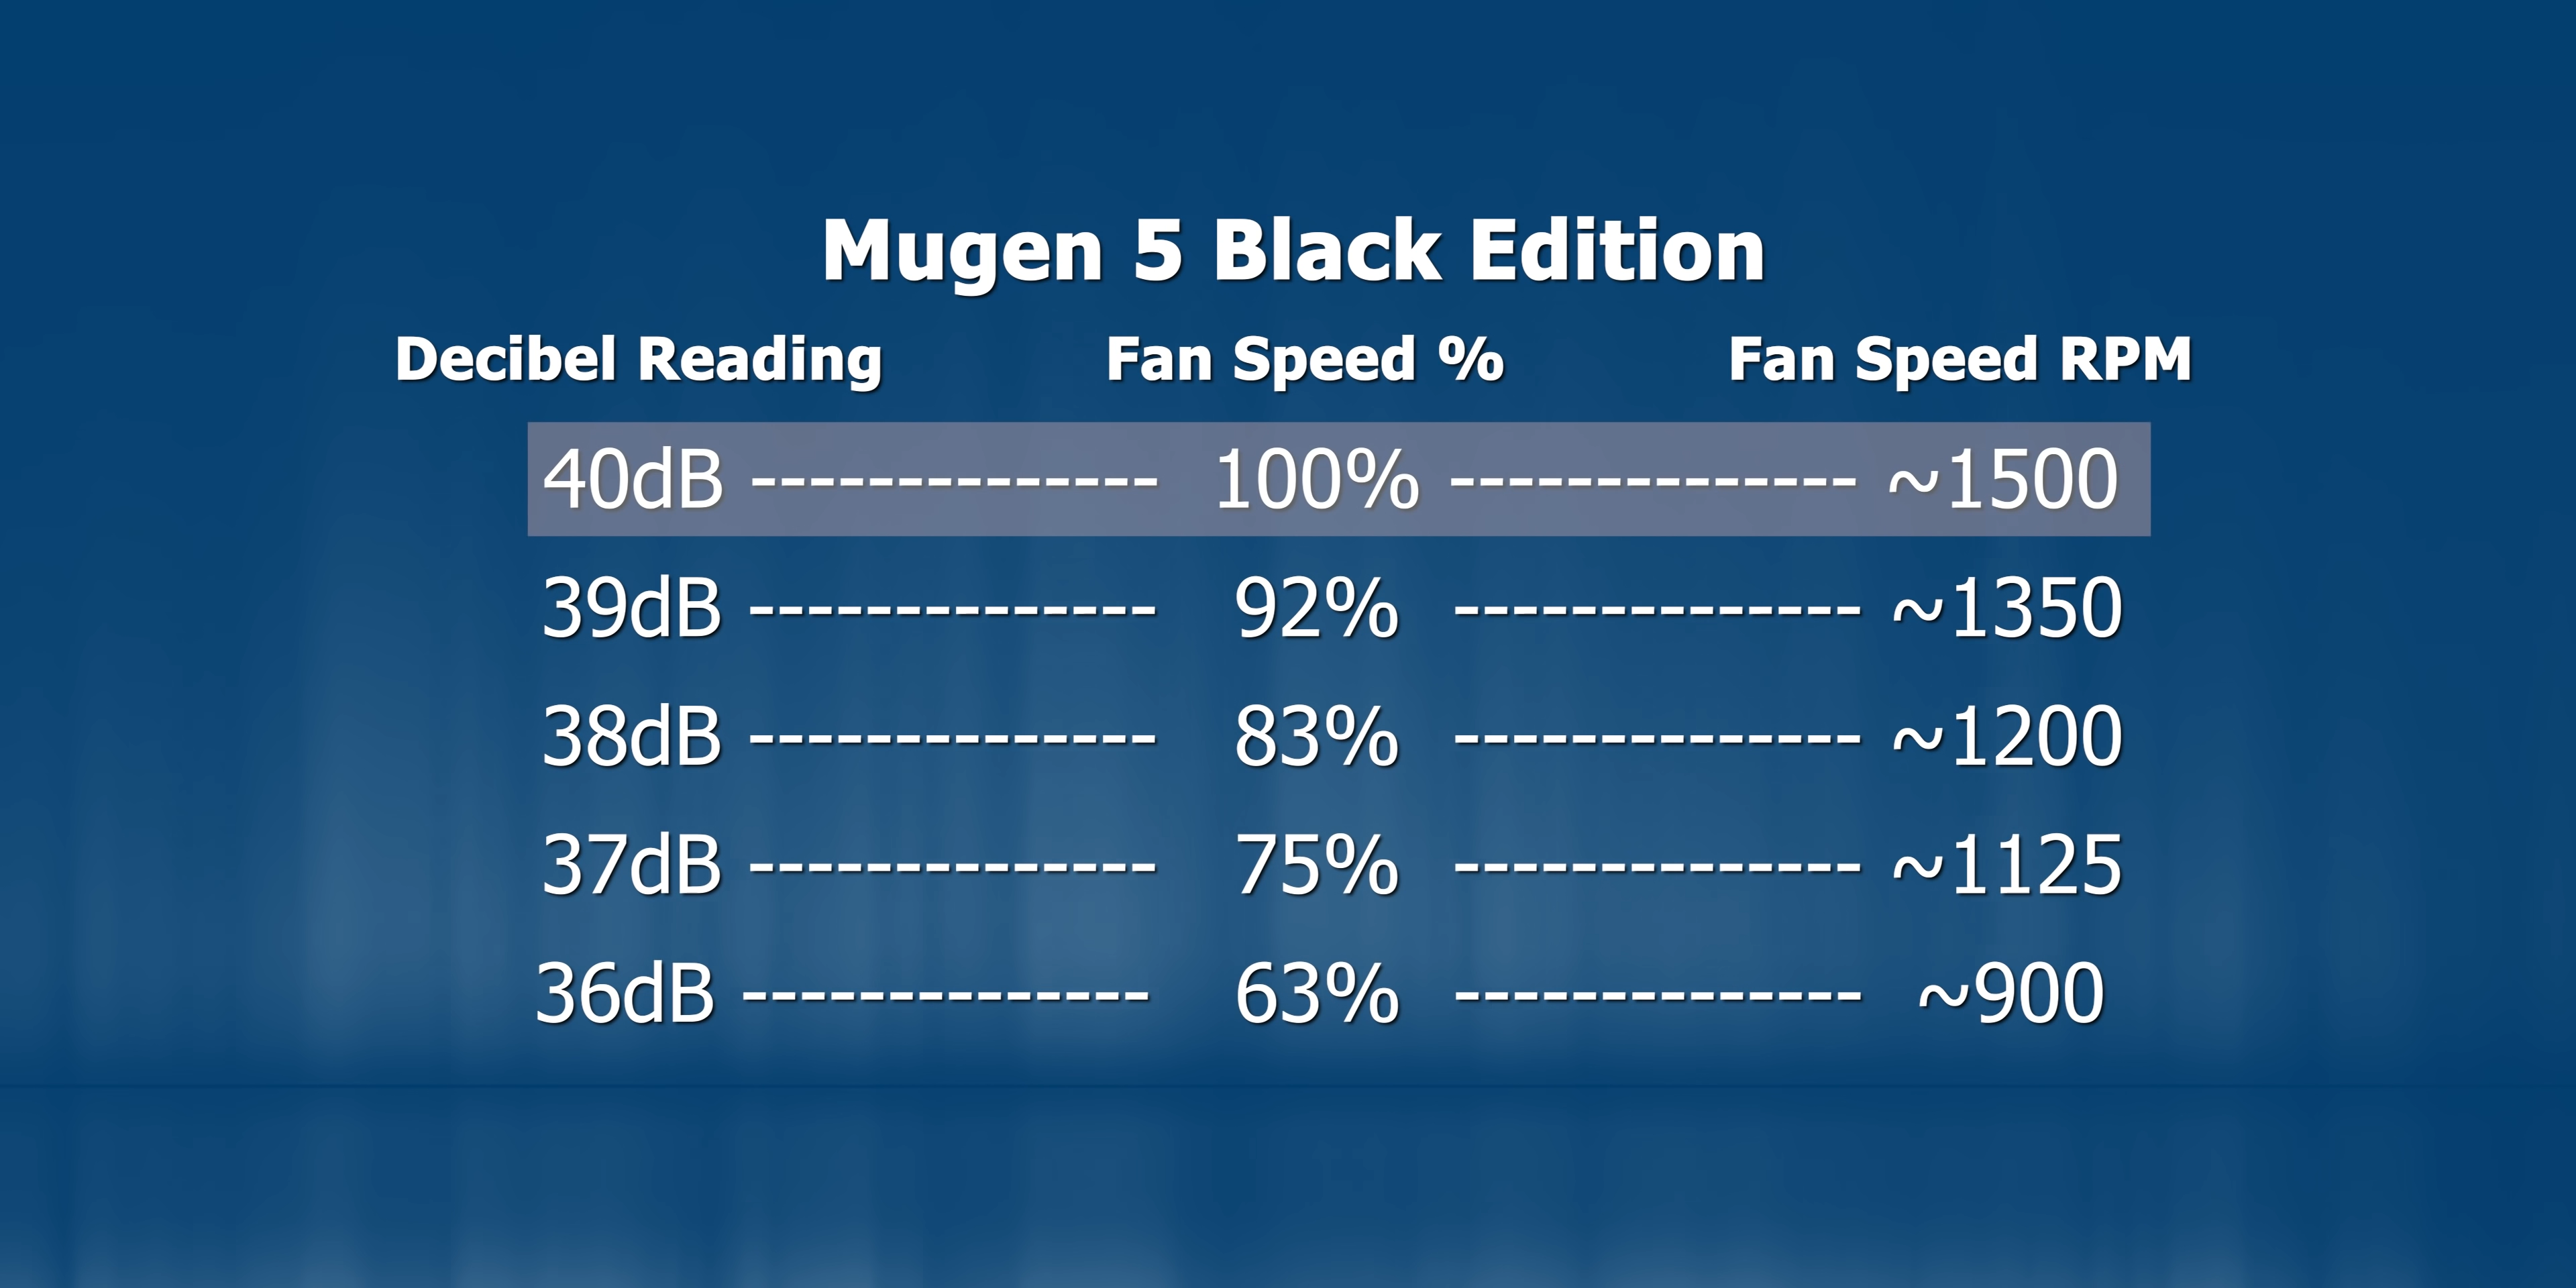 Mugen 5 Black Edition
Decibel Reading Fan Speed % Fan Speed RPM
40dB -------------- 100% -------------- ~1500
39dB -------------- 92% -------------- ~1350
38dB -------------- 83% -------------- ~1200
37dB -------------- 75% -------------- ~1125
36dB -------------- 63% -------------- ~900